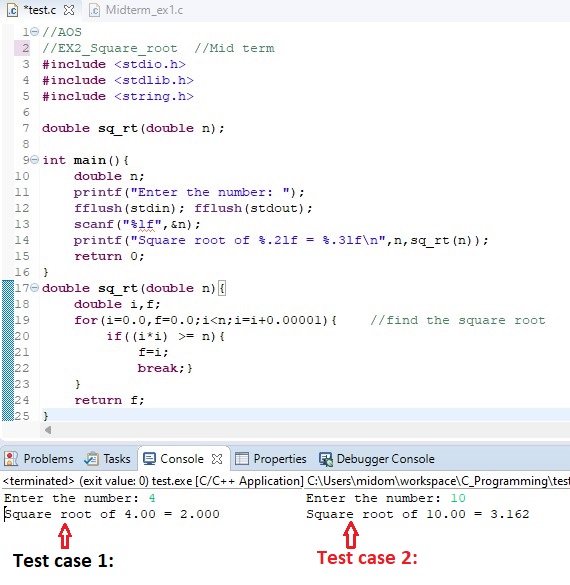 *test.c Midterm_ex1.c
1 //AOS
2 //EX2_Square_root //Mid term
3 #include <stdio.h>
4 #include <stdlib.h>
5 #include <string.h>
6
7 double sq_rt(double n);
8
9 int main(){
10 double n;
11 printf("Enter the number: ");
12 fflush(stdin); fflush(stdout);
13 scanf("%lf",&n);
14 printf("Square root of %.2lf = %.3lf\n",n,sq_rt(n));
15 return 0;
16 }
17 double sq_rt(double n){
18 double i,f;
19 for(i=0.0,f=0.0;i<n;i=i+0.00001){ //find the square root
20 if((i*i) >= n){
21 f=i;
22 break;}
23 }
24 return f;
25 }
Problems Tasks Console Properties Debugger Console
<terminated> (exit value: 0) test.exe [C/C++ Application] C:\Users\midom\workspace\C_Programming\test
Enter the number: 4 Enter the number: 10
Square root of 4.00 = 2.000 Square root of 10.00 = 3.162
Test case 1: Test case 2: